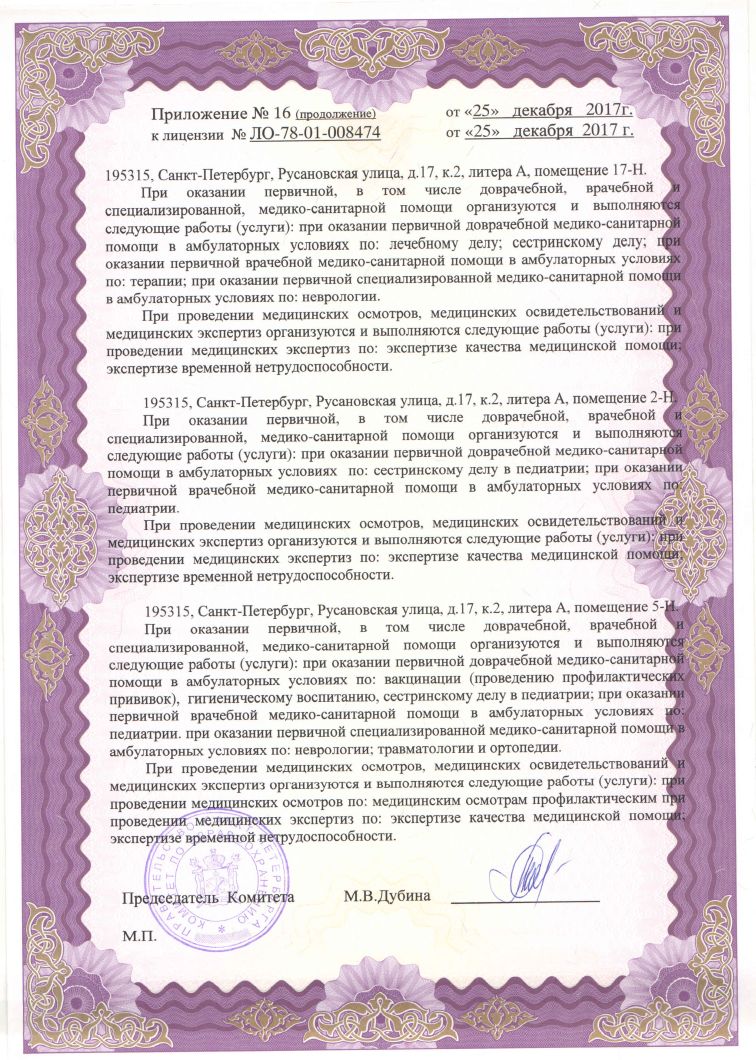 Приложение № 16 (продолжение) от «25» декабря 2017г.
к лицензии № ЛО-78-01-008474 от «25» декабря 2017 г.
195315, Санкт-Петербург, Русановская улица, д.17, к.2, литера А, помещение 17-Н.
При оказании первичной, в том числе доврачебной, врачебной и
специализированной, медико-санитарной помощи организуются и выполняются
следующие работы (услуги): при оказании первичной доврачебной медико-санитарной
помощи в амбулаторных условиях по: лечебному делу; сестринскому делу; при
оказании первичной врачебной медико-санитарной помощи в амбулаторных условиях
по: терапии; при оказании первичной специализированной медико-санитарной помощи
в амбулаторных условиях по: неврологии.
При проведении медицинских осмотров, медицинских освидетельствований и
медицинских экспертиз организуются и выполняются следующие работы (услуги): при
проведении медицинских экспертиз по: экспертизе качества медицинской помощи;
экспертизе временной нетрудоспособности.
195315, Санкт-Петербург, Русановская улица, д.17, к.2, литера А, помещение 2-Н.
При оказании первичной, в том числе доврачебной, врачебной и
специализированной, медико-санитарной помощи организуются и выполняются
следующие работы (услуги): при оказании первичной доврачебной медико-санитарной
помощи в амбулаторных условиях по: сестринскому делу в педиатрии; при оказании
первичной врачебной медико-санитарной помощи в амбулаторных условиях по:
педиатрии.
При проведении медицинских осмотров, медицинских освидетельствований и
медицинских экспертиз организуются и выполняются следующие работы (услуги): при
проведении медицинских экспертиз по: экспертизе качества медицинской помощи;
экспертизе временной нетрудоспособности.
195315, Санкт-Петербург, Русановская улица, д.17, к.2, литера А, помещение 5-Н.
При оказании первичной, в том числе доврачебной, врачебной и
специализированной, медико-санитарной помощи организуются и выполняются
следующие работы (услуги): при оказании первичной доврачебной медико-санитарной
помощи в амбулаторных условиях по: вакцинации (проведению профилактических
прививок), гигиеническому воспитанию, сестринскому делу в педиатрии; при оказании
первичной врачебной медико-санитарной помощи в амбулаторных условиях по:
педиатрии. при оказании первичной специализированной медико-санитарной помощи в
амбулаторных условиях по: неврологии; травматологии и ортопедии.
При проведении медицинских осмотров, медицинских освидетельствований и
медицинских экспертиз организуются и выполняются следующие работы (услуги): при
проведении медицинских осмотров по: медицинским осмотрам профилактическим при
проведении медицинских экспертиз по: экспертизе качества медицинской помощи;
экспертизе временной нетрудоспособности.
ПРАВИТЕЛЬСТВО САНКТ-ПЕТЕРБУРГА
КОМИТЕТ ПО ЗДРАВООХРАНЕНИЮ
Председатель Комитета М.В.Дубина
М.П.